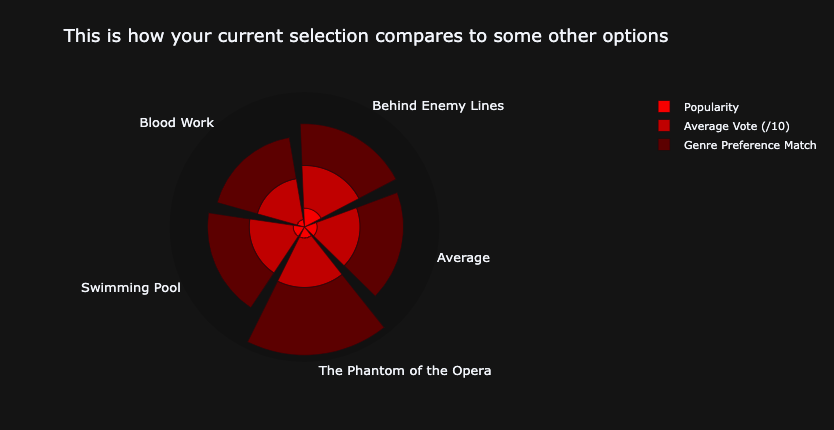 This is how your current selection compares to some other options
Behind Enemy Lines
Blood Work
Average
Swimming Pool
The Phantom of the Opera
Popularity
Average Vote (/10)
Genre Preference Match